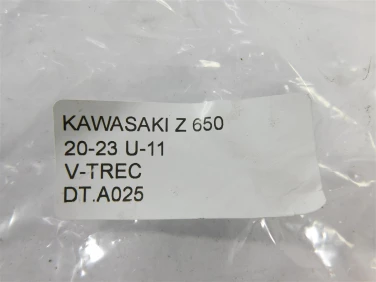 KAWASAKI Z 650
20-23 U-11
V-TREC
DT.A025